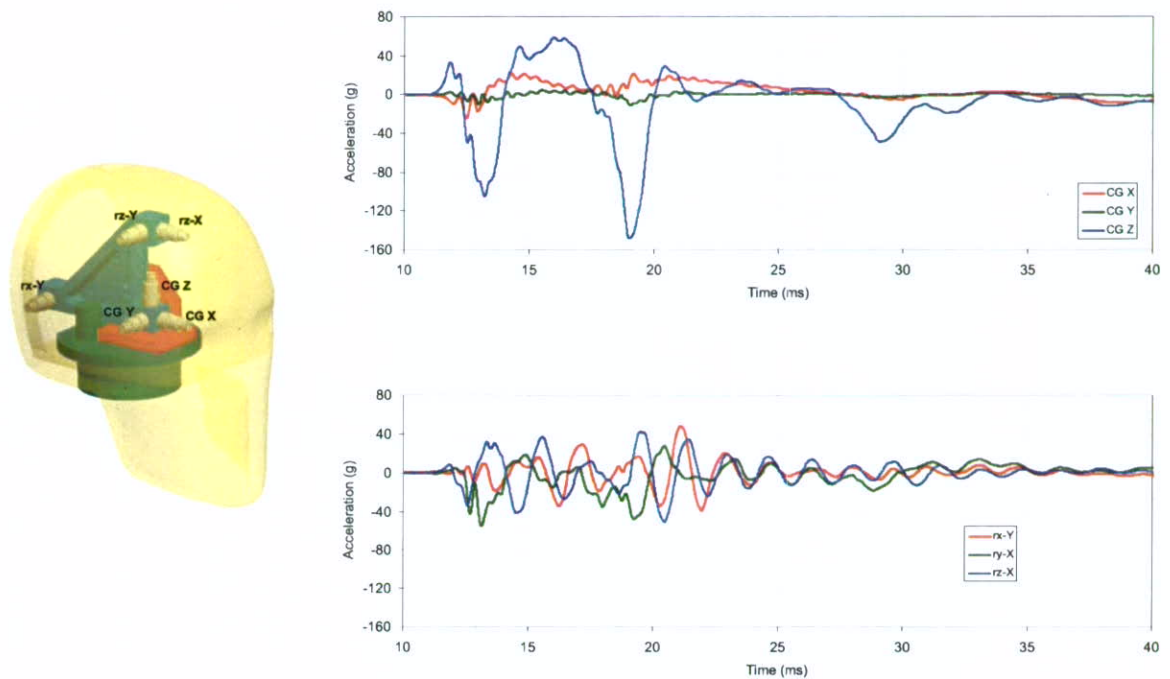 rz-Y
rz-X
rx-Y
CG Z
CG Y
CG X
80
40
0
-40
-80
-120
-160
Acceleration (g)
10
15
20
25
30
35
40
Time (ms)
CG X
CG Y
CG Z
80
40
0
-40
-80
-120
-160
Acceleration (g)
10
15
20
25
30
35
40
Time (ms)
rx-Y
ry-X
rz-X